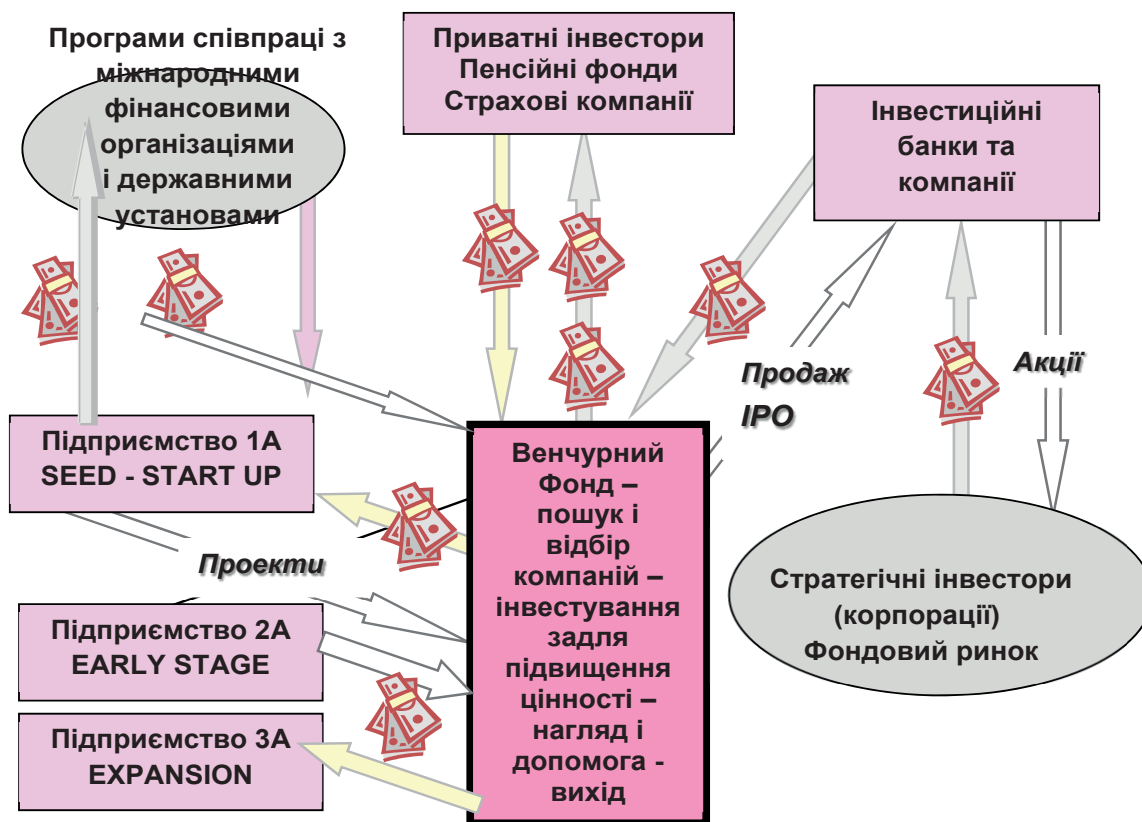 Програми співпраці з
міжнародними
фінансовими
організаціями
і державними
установами
Приватні інвестори
Пенсійні фонди
Страхові компанії
Інвестиційні
банки та
компанії
Продаж
IPO
Акції
Підприємство 1А
SEED - START UP
Проекти
Підприємство 2А
EARLY STAGE
Підприємство 3А
EXPANSION
Венчурний
Фонд –
пошук і
відбір
компаній –
інвестування
задля
підвищення
цінності –
нагляд і
допомога -
вихід
Стратегічні інвестори
(корпорації)
Фондовий ринок